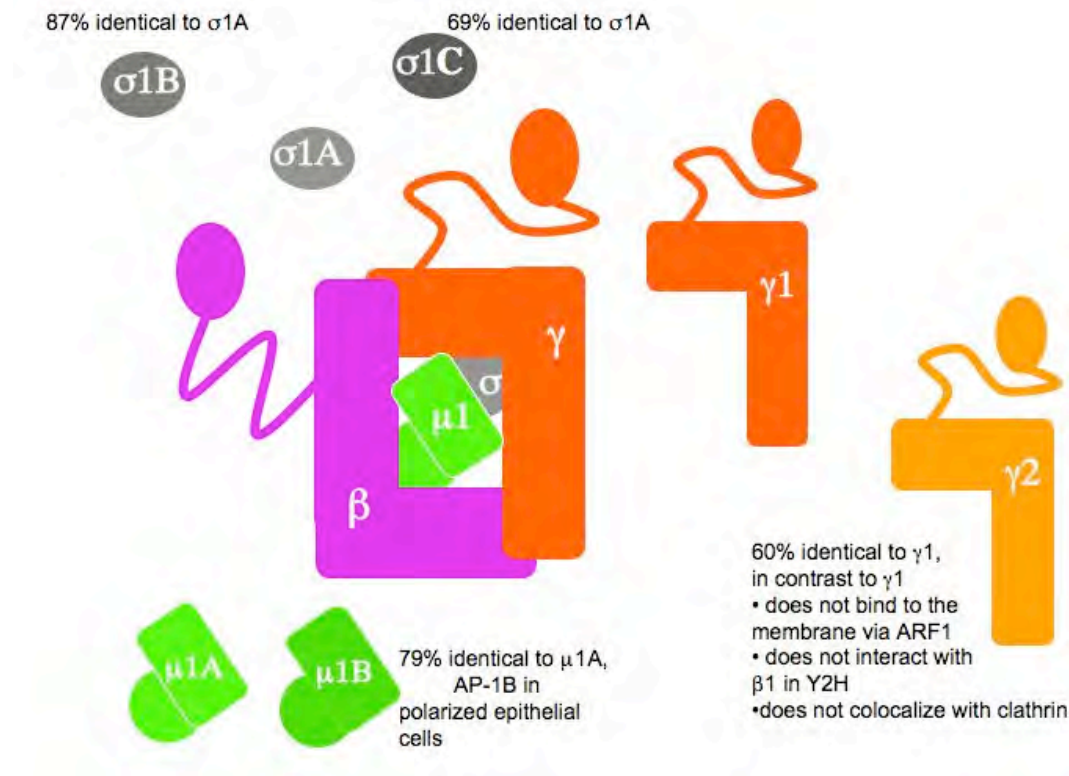 87% identical to σ1A
69% identical to σ1A
σ1B
σ1C
σ1A
γ1
γ
σ
μ1
γ2
β
60% identical to γ1,
in contrast to γ1
• does not bind to the
membrane via ARF1
• does not interact with
β1 in Y2H
•does not colocalize with clathrin
μ1A
μ1B
79% identical to μ1A,
AP-1B in
polarized epithelial
cells